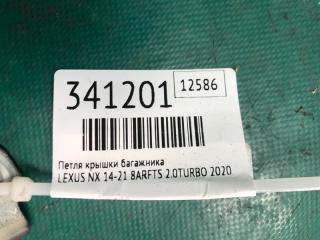 341201 12586
Петля крышки багажника
LEXUS NX 14-21 8ARFTS 2.0TURBO 2020